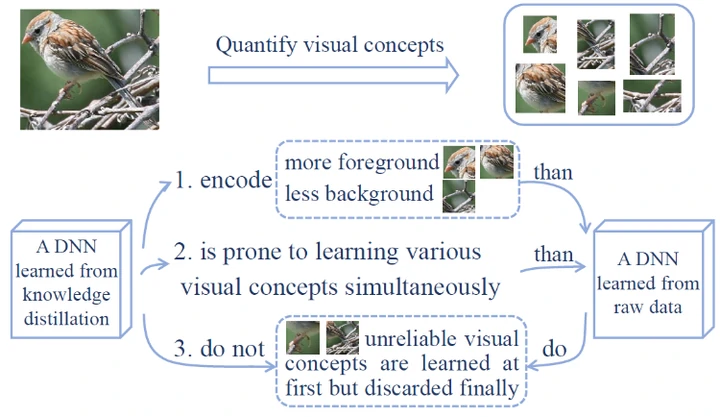 Quantify visual concepts
1. encode
more foreground
less background
than
A DNN
learned from
knowledge
distillation
2. is prone to learning various
visual concepts simultaneously
than
A DNN
learned from
raw data
3. do not
unreliable visual
concepts are learned at
first but discarded finally
do